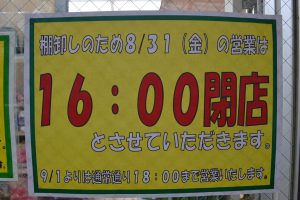 棚卸しのため8/31(金)の営業は
16:00閉店
とさせていただきます。
9/1よりは通常通り18:00まで営業いたします。